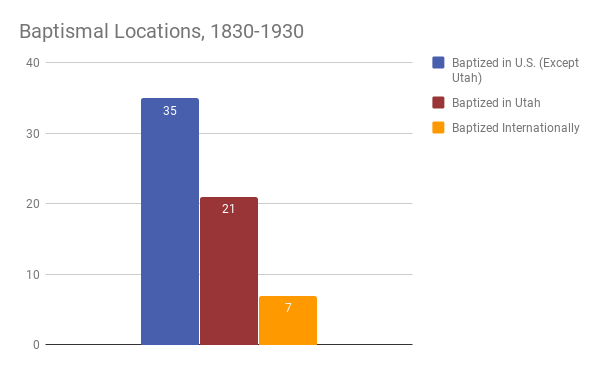 Baptismal Locations, 1830-1930
40
30
20
10
0
35
21
7
Baptized in U.S. (Except
Utah)
Baptized in Utah
Baptized Internationally